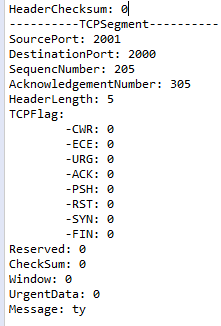 HeaderChecksum: 0
----------TCPSegment----------
SourcePort: 2001
DestinationPort: 2000
SequencNumber: 205
AcknowledgementNumber: 305
HeaderLength: 5
TCPFlag:
-CWR: 0
-ECE: 0
-URG: 0
-ACK: 0
-PSH: 0
-RST: 0
-SYN: 0
-FIN: 0
Reserved: 0
CheckSum: 0
Window: 0
UrgentData: 0
Message: ty